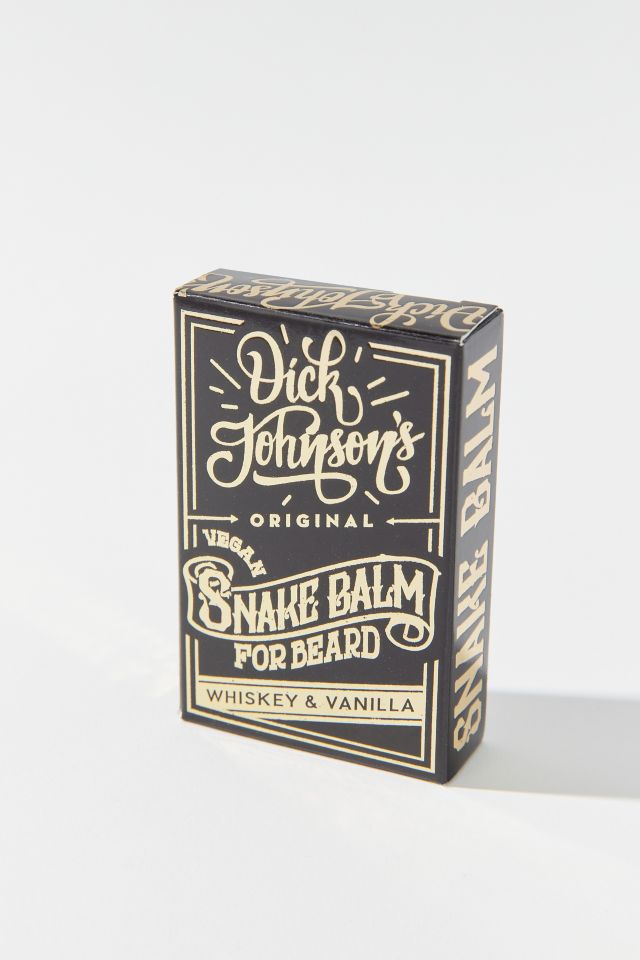 Dick Johnson's
Dick
Johnson's
ORIGINAL
VEGAN
SNAKE BALM
FOR BEARD
WHISKEY & VANILLA
SNAKE BALM